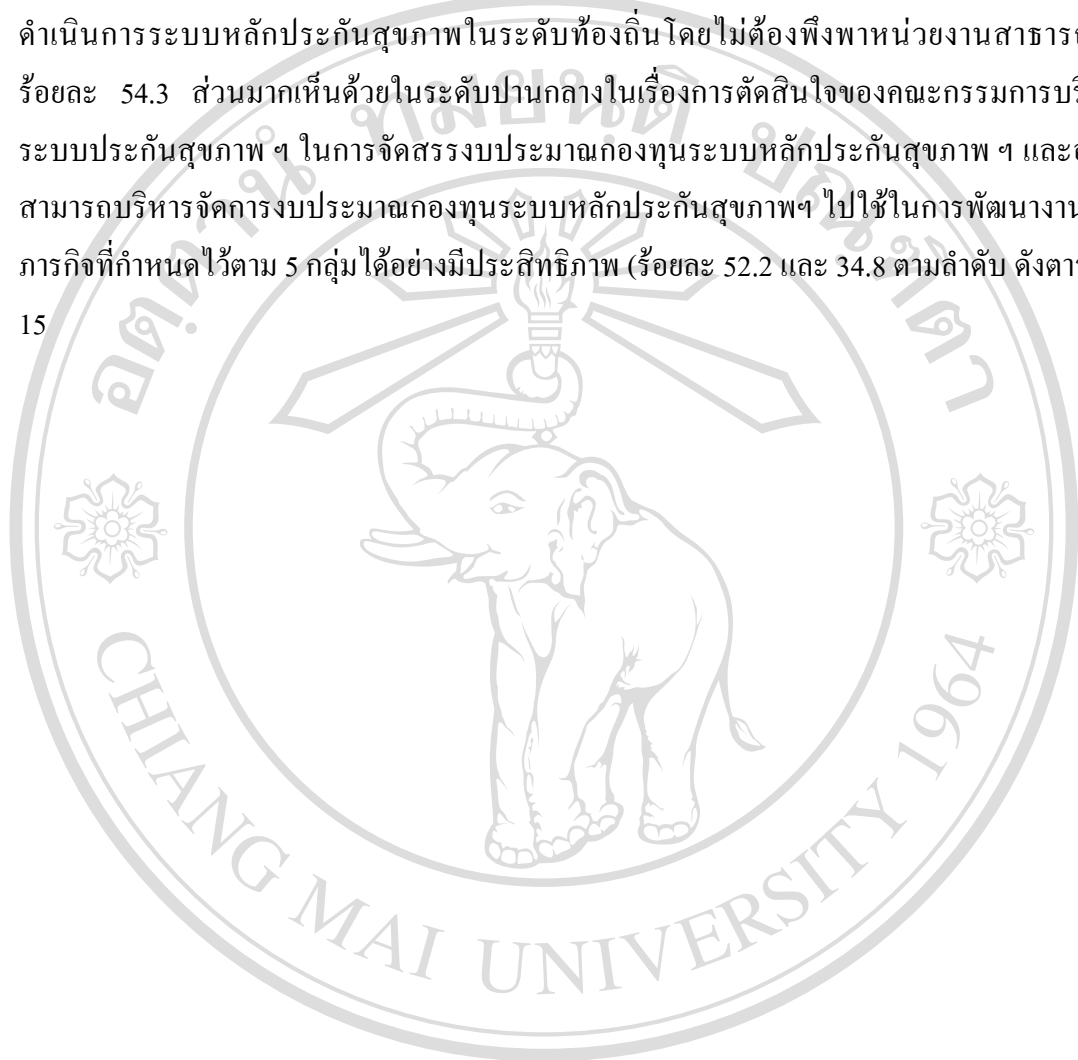 ดำเนินการระบบหลักประกันสุขภาพในระดับท้องถิ่นโดยไม่ต้องพึ่งพาหน่วยงานสาธารณ
ร้อยละ 54.3 ส่วนมากเห็นด้วยในระดับปานกลางในเรื่องการตัดสินใจของคณะกรรมการบริ
ระบบประกันสุขภาพ ฯ ในการจัดสรรงบประมาณกองทุนระบบหลักประกันสุขภาพ ฯ และ
สามารถบริหารจัดการงบประมาณกองทุนระบบหลักประกันสุขภาพฯ ไปใช้ในการพัฒนางาน
ภารกิจที่กำหนดไว้ตาม 5 กลุ่มได้อย่างมีประสิทธิภาพ (ร้อยละ 52.2 และ 34.8 ตามลำดับ ดังตาร
15
อตฺตานํ ทมยนฺติ ปณฺฑิตา
CHIANG MAI UNIVERSITY 1964